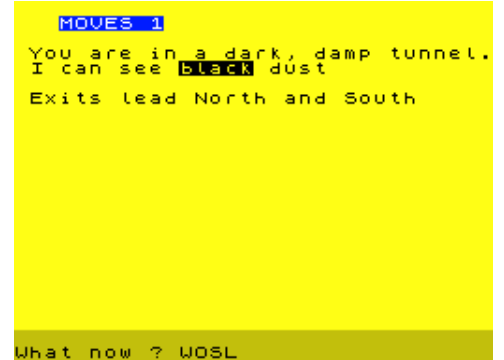 MOVES 1
You are in a dark, damp tunnel.
I can see black dust
Exits lead North and South
What now ? WOSL